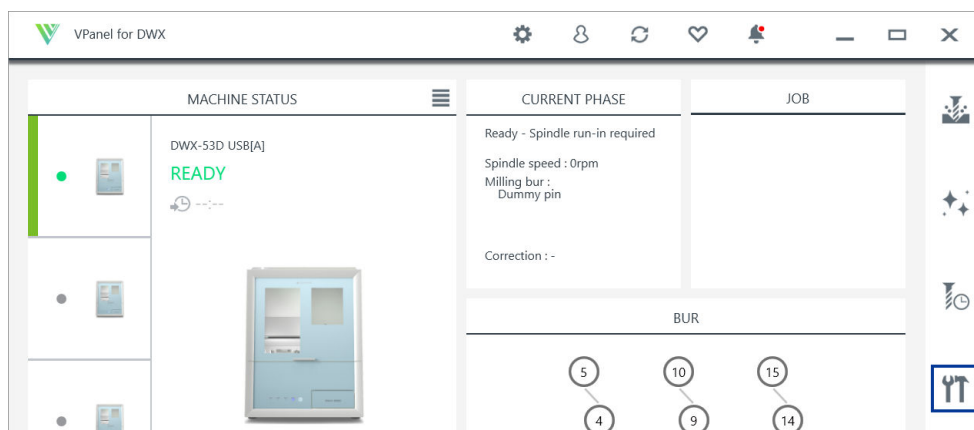 VPanel for DWX
MACHINE STATUS
DWX-53D USB[A]
READY
--:--
CURRENT PHASE
Ready - Spindle run-in required
Spindle speed : 0rpm
Milling bur :
Dummy pin
Correction : -
JOB
BUR
5 10 15
4 9 14